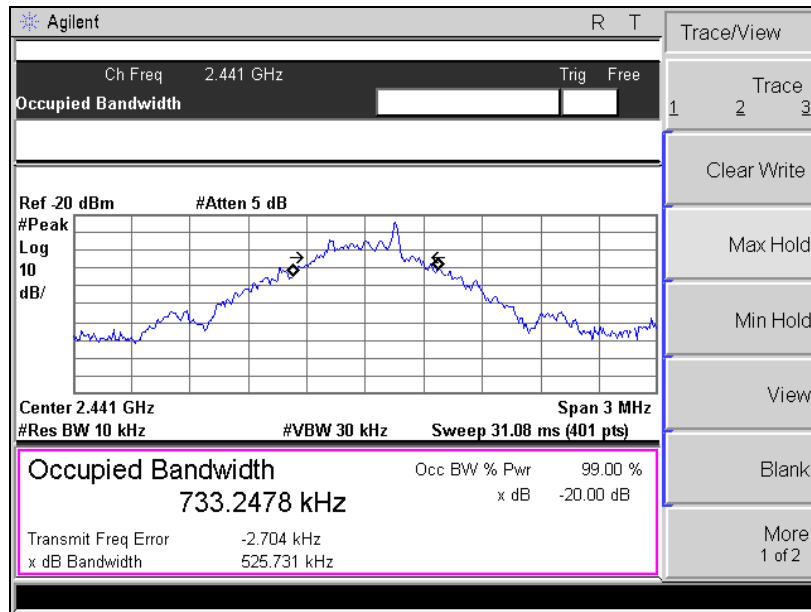 Agilent R T Trace/View
Ch Freq 2.441 GHz Trig Free
Occupied Bandwidth
Trace
1 2 3
Clear Write
Ref -20 dBm #Atten 5 dB
#Peak
Log
10
dB/
Max Hold
Min Hold
View
Center 2.441 GHz Span 3 MHz
#Res BW 10 kHz #VBW 30 kHz Sweep 31.08 ms (401 pts)
Occupied Bandwidth Occ BW % Pwr 99.00 %
733.2478 kHz x dB -20.00 dB
Blank
Transmit Freq Error -2.704 kHz
x dB Bandwidth 525.731 kHz
More
1 of 2